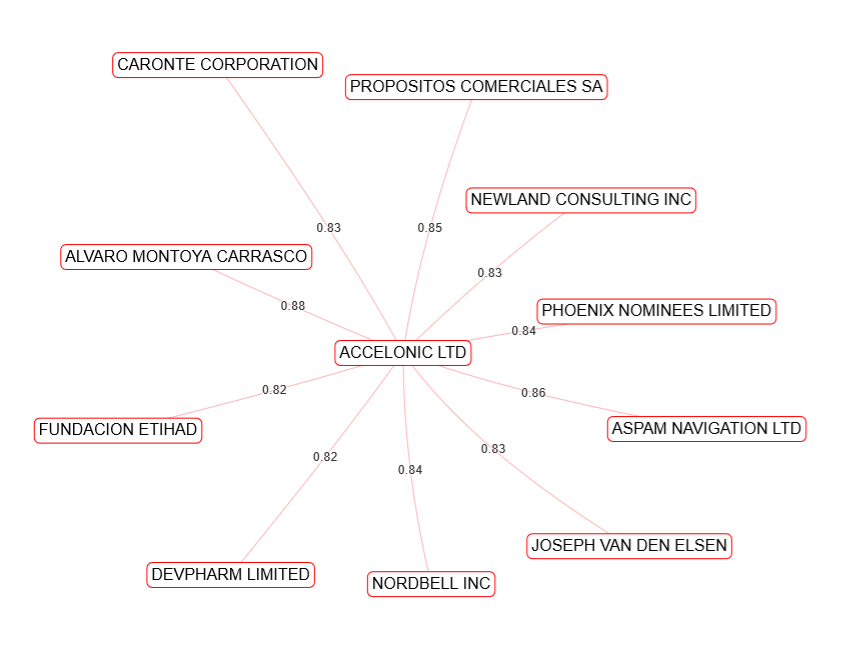 CARONTE CORPORATION
PROPOSITOS COMERCIALES SA
NEWLAND CONSULTING INC
0.83
0.85
ALVARO MONTOYA CARRASCO
0.83
0.88
PHOENIX NOMINEES LIMITED
0.84
ACCELONIC LTD
0.82
0.86
FUNDACION ETIHAD
ASPAM NAVIGATION LTD
0.82
0.84
0.83
JOSEPH VAN DEN ELSEN
DEVPHARM LIMITED
NORDBELL INC